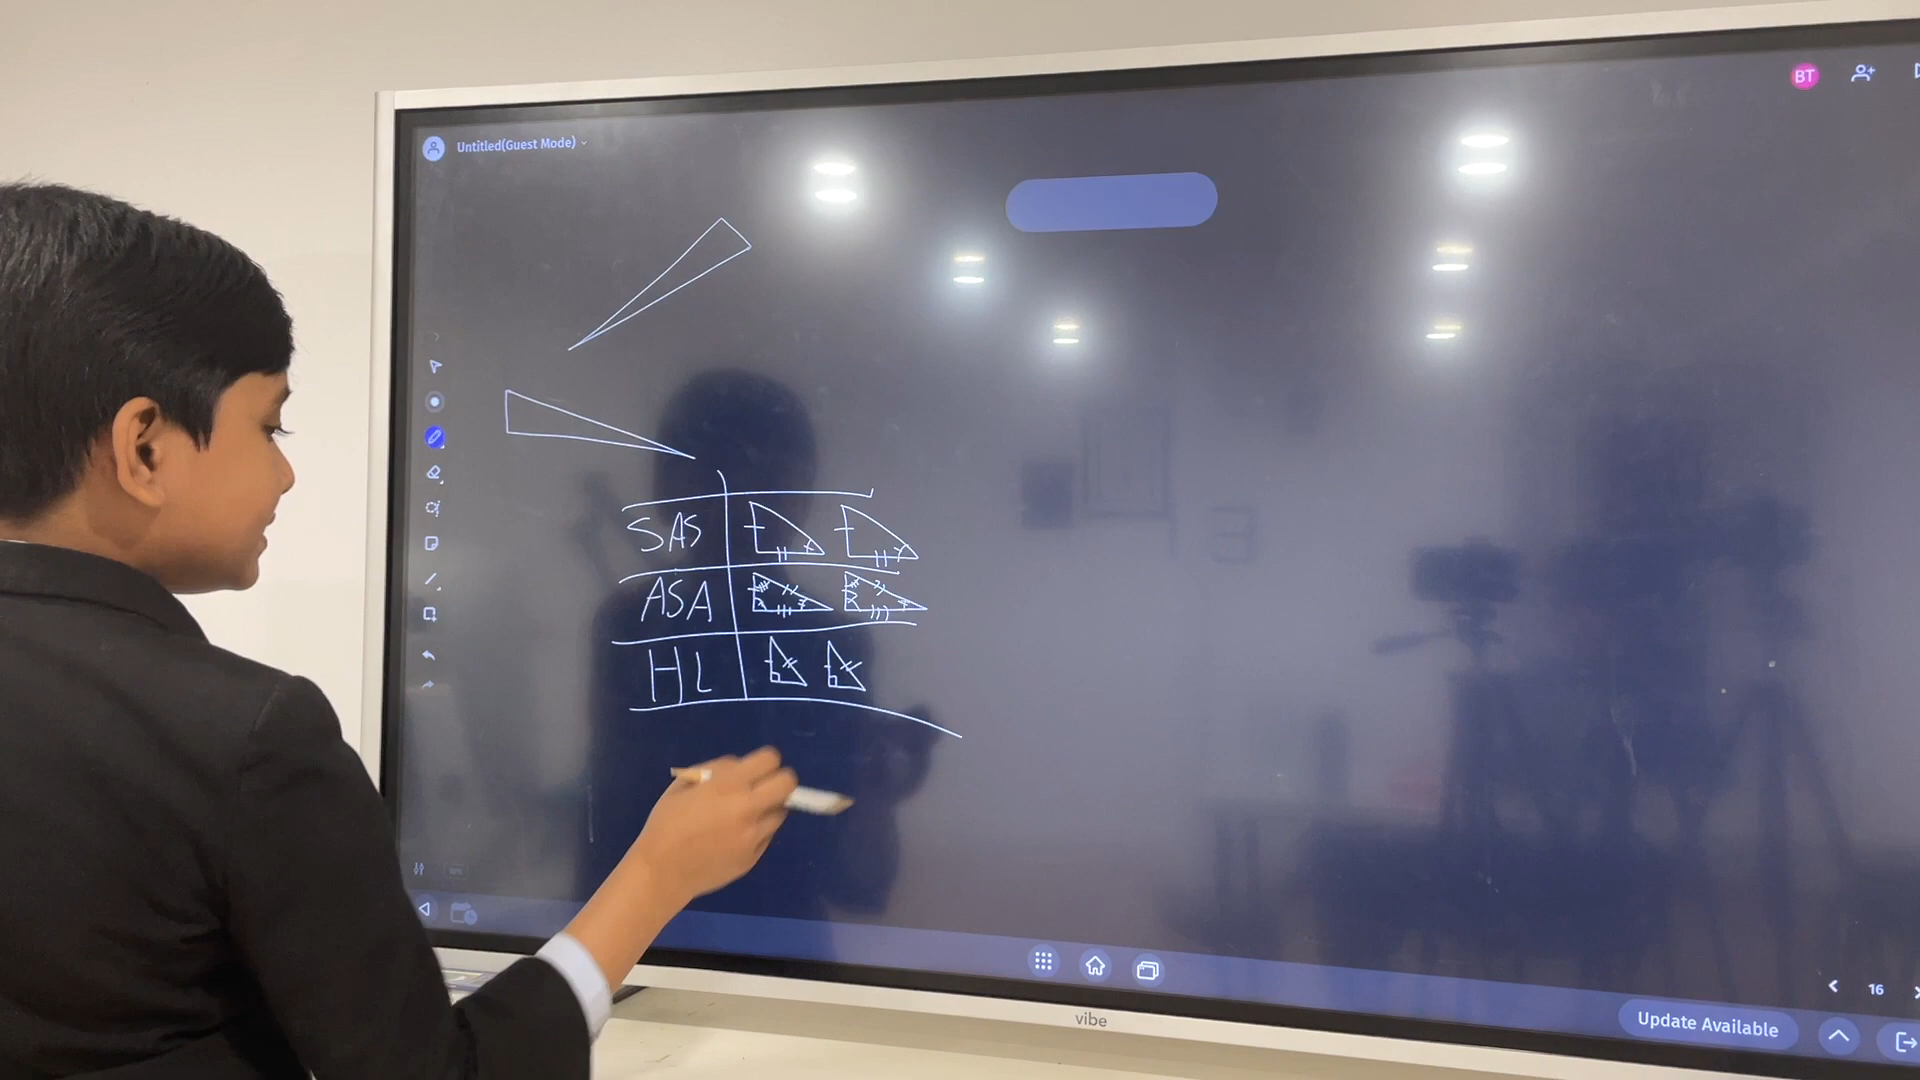 BT
Untitled(Guest Mode)
SAS
ASA
HL
16
Update Available
vibe